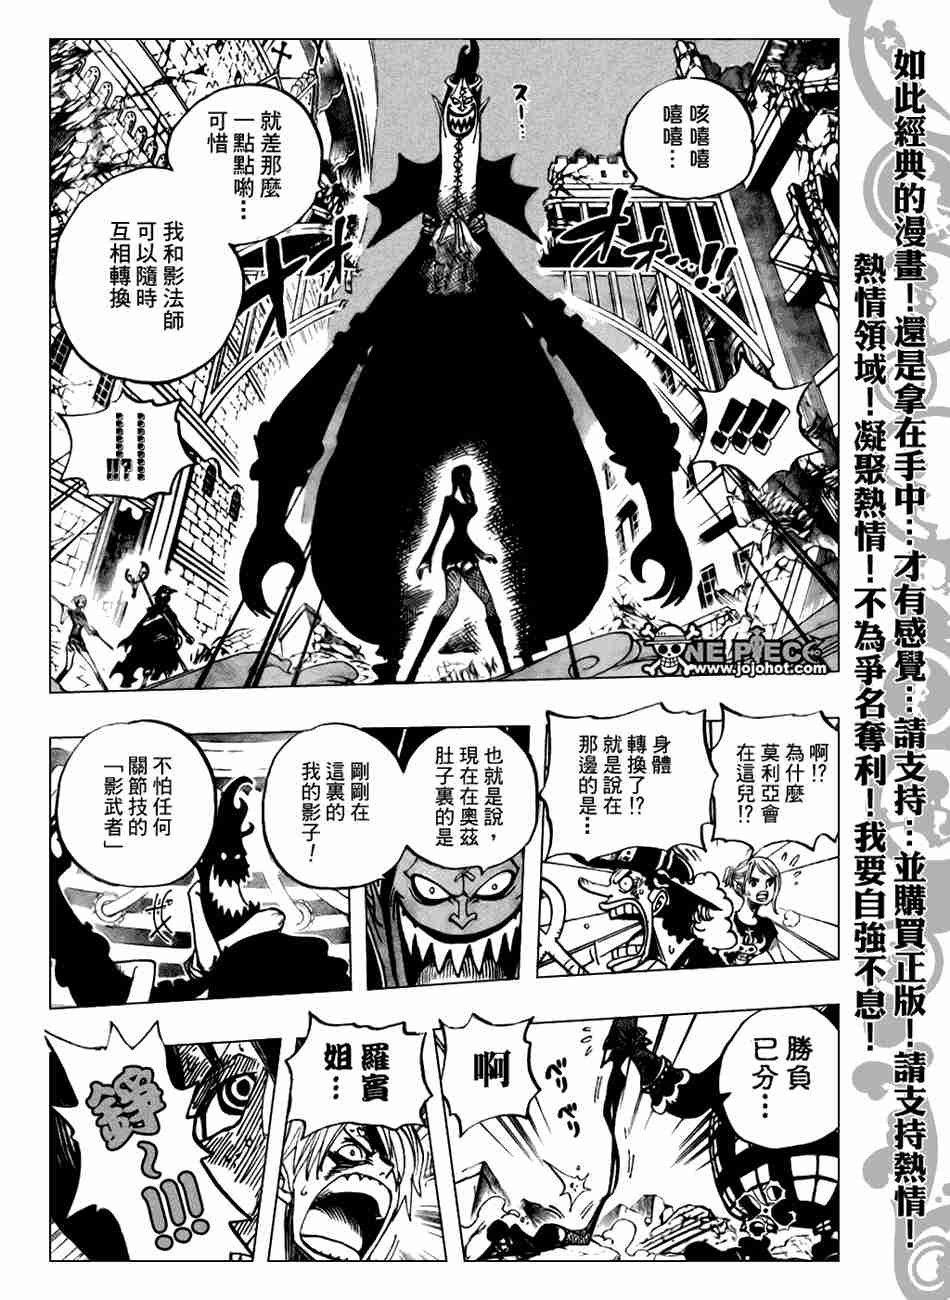 如此經典的漫畫！還是拿在手中…才有感覺…請支持…並購買正版！請支持熱情！
熱情領域！凝聚熱情！不為爭名奪利！我要自強不息！
咳嘻嘻
嘻嘻…
スー…
オオオ…!!
就差那麼
一點點喲…
可惜
我和影法師
可以隨時
互相轉換
!!!!
!!?
ONE PIECE
www.jojohot.com
啊!?
為什麼
莫利亞會
在這兒!?
身體
轉換了!?
就是說在
那邊的是…
也就是說，
現在在奧茲
肚子裏的是
剛剛在
這裏的
我的影子！
不怕任何
關節技的
「影武者」
勝負
已分…
べり
べり
啊
羅賓
姐…
錚～!!!